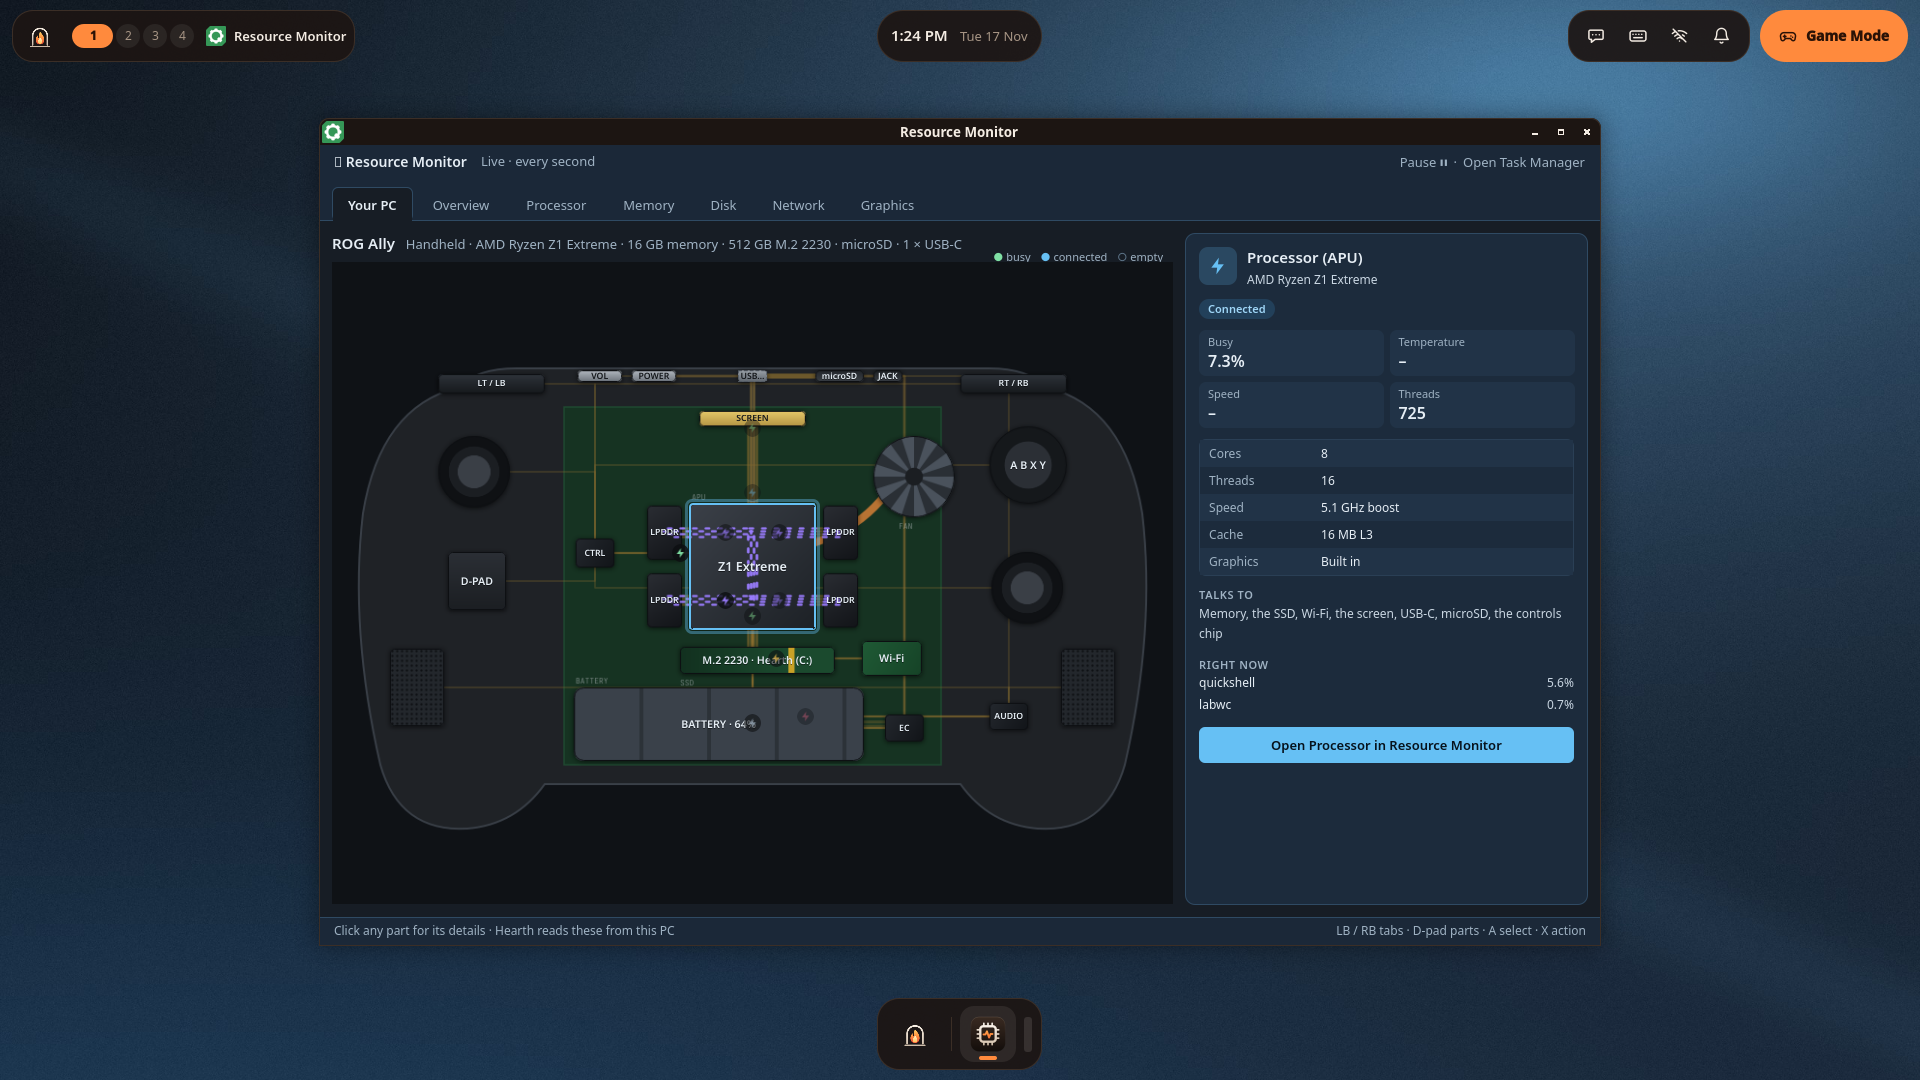 1 2 3 4 Resource Monitor
1:24 PM Tue 17 Nov
Game Mode
Resource Monitor
Resource Monitor Live · every second
Pause · Open Task Manager
Your PC Overview Processor Memory Disk Network Graphics
ROG Ally Handheld · AMD Ryzen Z1 Extreme · 16 GB memory · 512 GB M.2 2230 · microSD · 1 × USB-C
busy connected empty
LT / LB VOL POWER USB... microSD JACK RT / RB
SCREEN
A B X Y
APU
FAN
LPDDR LPDDR
CTRL
Z1 Extreme
D-PAD
LPDDR LPDDR
M.2 2230 · Hearth (C:)
Wi-Fi
BATTERY SSD
BATTERY · 64%
EC
AUDIO
Processor (APU)
AMD Ryzen Z1 Extreme
Connected
Busy
7.3%
Temperature
–
Speed
–
Threads
725
Cores 8
Threads 16
Speed 5.1 GHz boost
Cache 16 MB L3
Graphics Built in
TALKS TO
Memory, the SSD, Wi-Fi, the screen, USB-C, microSD, the controls
chip
RIGHT NOW
quickshell 5.6%
labwc 0.7%
Open Processor in Resource Monitor
Click any part for its details · Hearth reads these from this PC
LB / RB tabs · D-pad parts · A select · X action